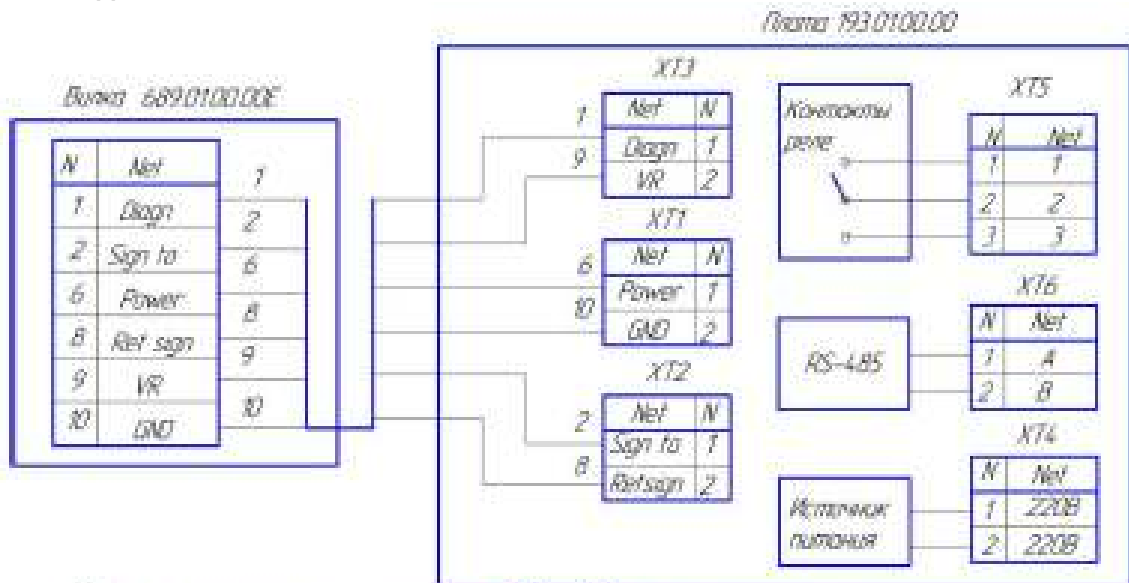 Плата 193.0100.00
Вилка 689.0100.00Е
N Net
1 Diagn
2 Sign to
6 Power
8 Ret sign
9 VR
10 GND
1
2
6
8
9
10
XT3
Net N
1 Diagn 1
9 VR 2
XT1
Net N
6 Power 1
10 GND 2
XT2
Net N
2 Sign to 1
8 Retsign 2
Контакты
реле
XT5
N Net
1 1
2 2
3 3
RS-485
XT6
N Net
1 A
2 B
Источник
питания
XT4
N Net
1 220В
2 220В